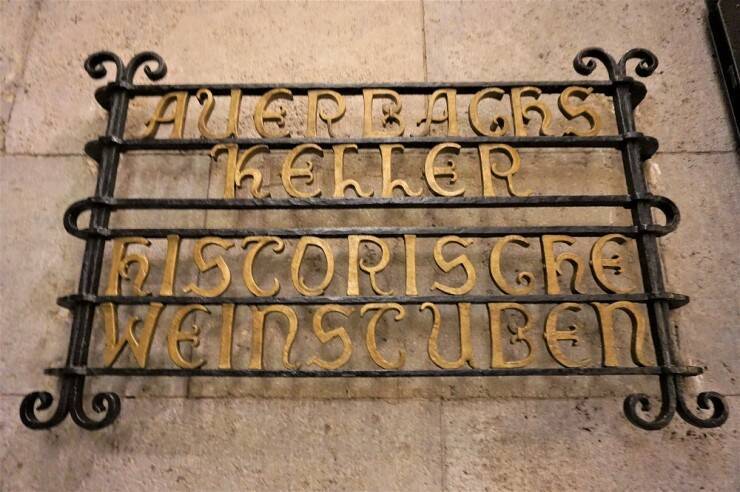 AUERBACHS
KELLER
HISTORISCHE
WEINSTUBEN